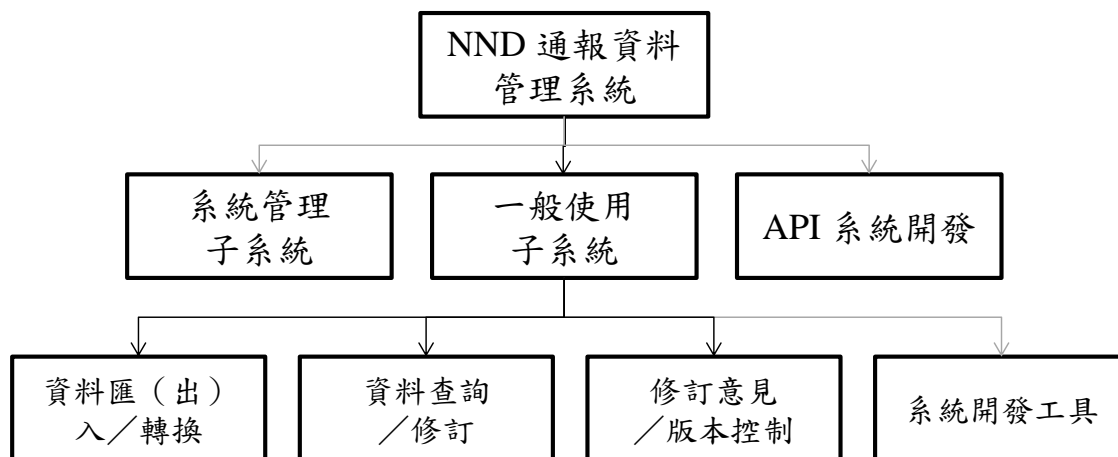 NND 通報資料
管理系統
系統管理
子系統
一般使用
子系統
API 系統開發
資料匯（出）
入／轉換
資料查詢
／修訂
修訂意見
／版本控制
系統開發工具